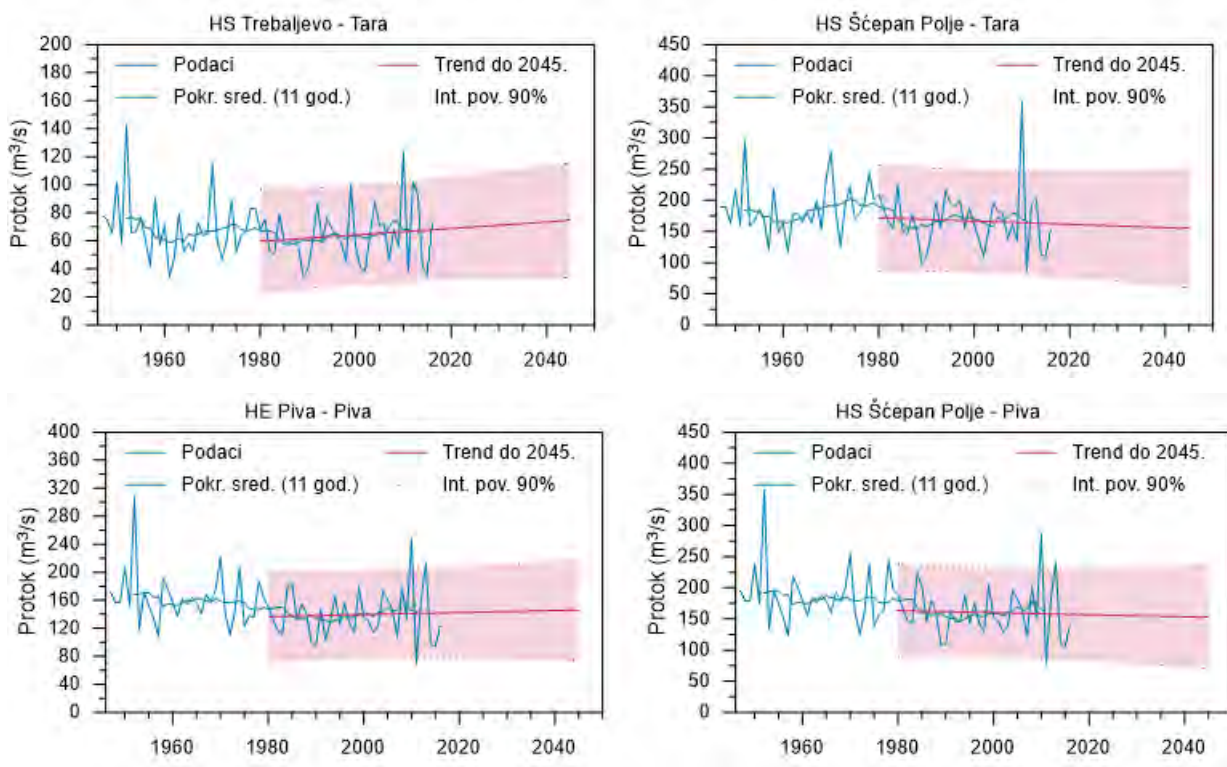 HS Trebaljevo - Tara
Protok (m³/s)
200
180
160
140
120
100
80
60
40
20
0
Podaci
Pokr. sred. (11 god.)
Trend do 2045.
Int. pov. 90%
1960 1980 2000 2020 2040
HS Šćepan Polje - Tara
Protok (m³/s)
450
400
350
300
250
200
150
100
50
0
Podaci
Pokr. sred. (11 god.)
Trend do 2045.
Int. pov. 90%
1960 1980 2000 2020 2040
HE Piva - Piva
Protok (m³/s)
400
360
320
280
240
200
160
120
80
40
0
Podaci
Pokr. sred. (11 god.)
Trend do 2045.
Int. pov. 90%
1960 1980 2000 2020 2040
HS Šćepan Polje - Piva
Protok (m³/s)
450
400
350
300
250
200
150
100
50
0
Podaci
Pokr. sred. (11 god.)
Trend do 2045.
Int. pov. 90%
1960 1980 2000 2020 2040